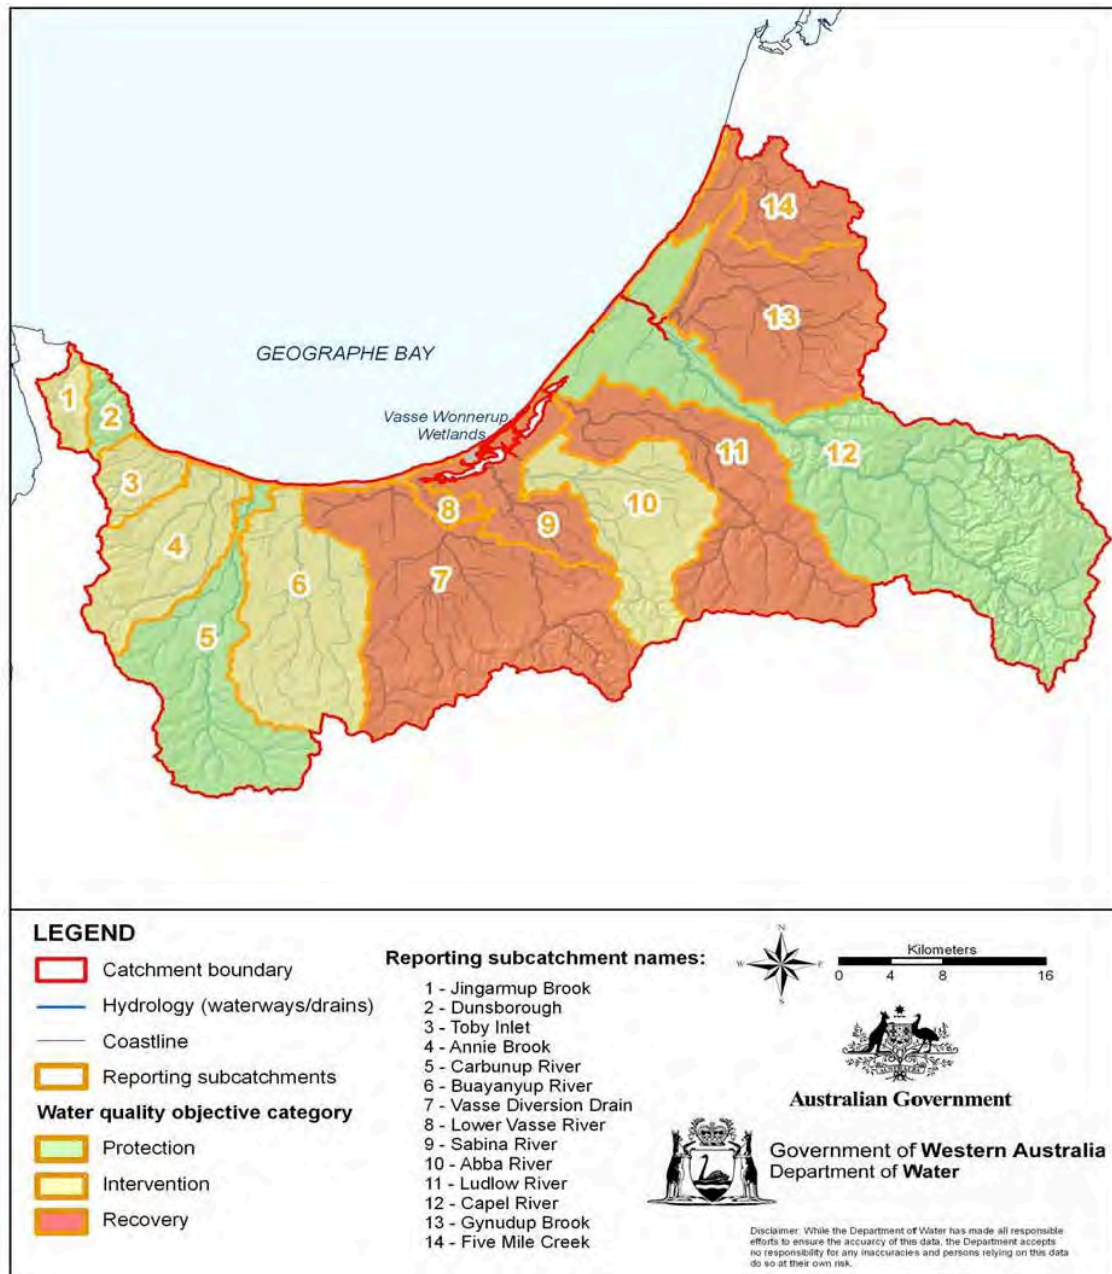 14
13
GEOGRAPHE BAY
1
2
Vasse Wonnerup
Wetlands
11
12
3
10
8
9
4
6
7
5
LEGEND
Catchment boundary
Hydrology (waterways/drains)
Coastline
Reporting subcatchments
Water quality objective category
Protection
Intervention
Recovery
Reporting subcatchment names:
1 - Jingarmup Brook
2 - Dunsborough
3 - Toby Inlet
4 - Annie Brook
5 - Carbunup River
6 - Buayanyup River
7 - Vasse Diversion Drain
8 - Lower Vasse River
9 - Sabina River
10 - Abba River
11 - Ludlow River
12 - Capel River
13 - Gynudup Brook
14 - Five Mile Creek
N
W
E
S
Kilometers
0 4 8 16
AUSTRALIA
Australian Government
Government of Western Australia
Department of Water
Disclaimer: While the Department of Water has made all responsible
efforts to ensure the accuarcy of this data, the Department accepts
no responsibility for any inaccuracies and persons relying on this data
do so at their own risk.